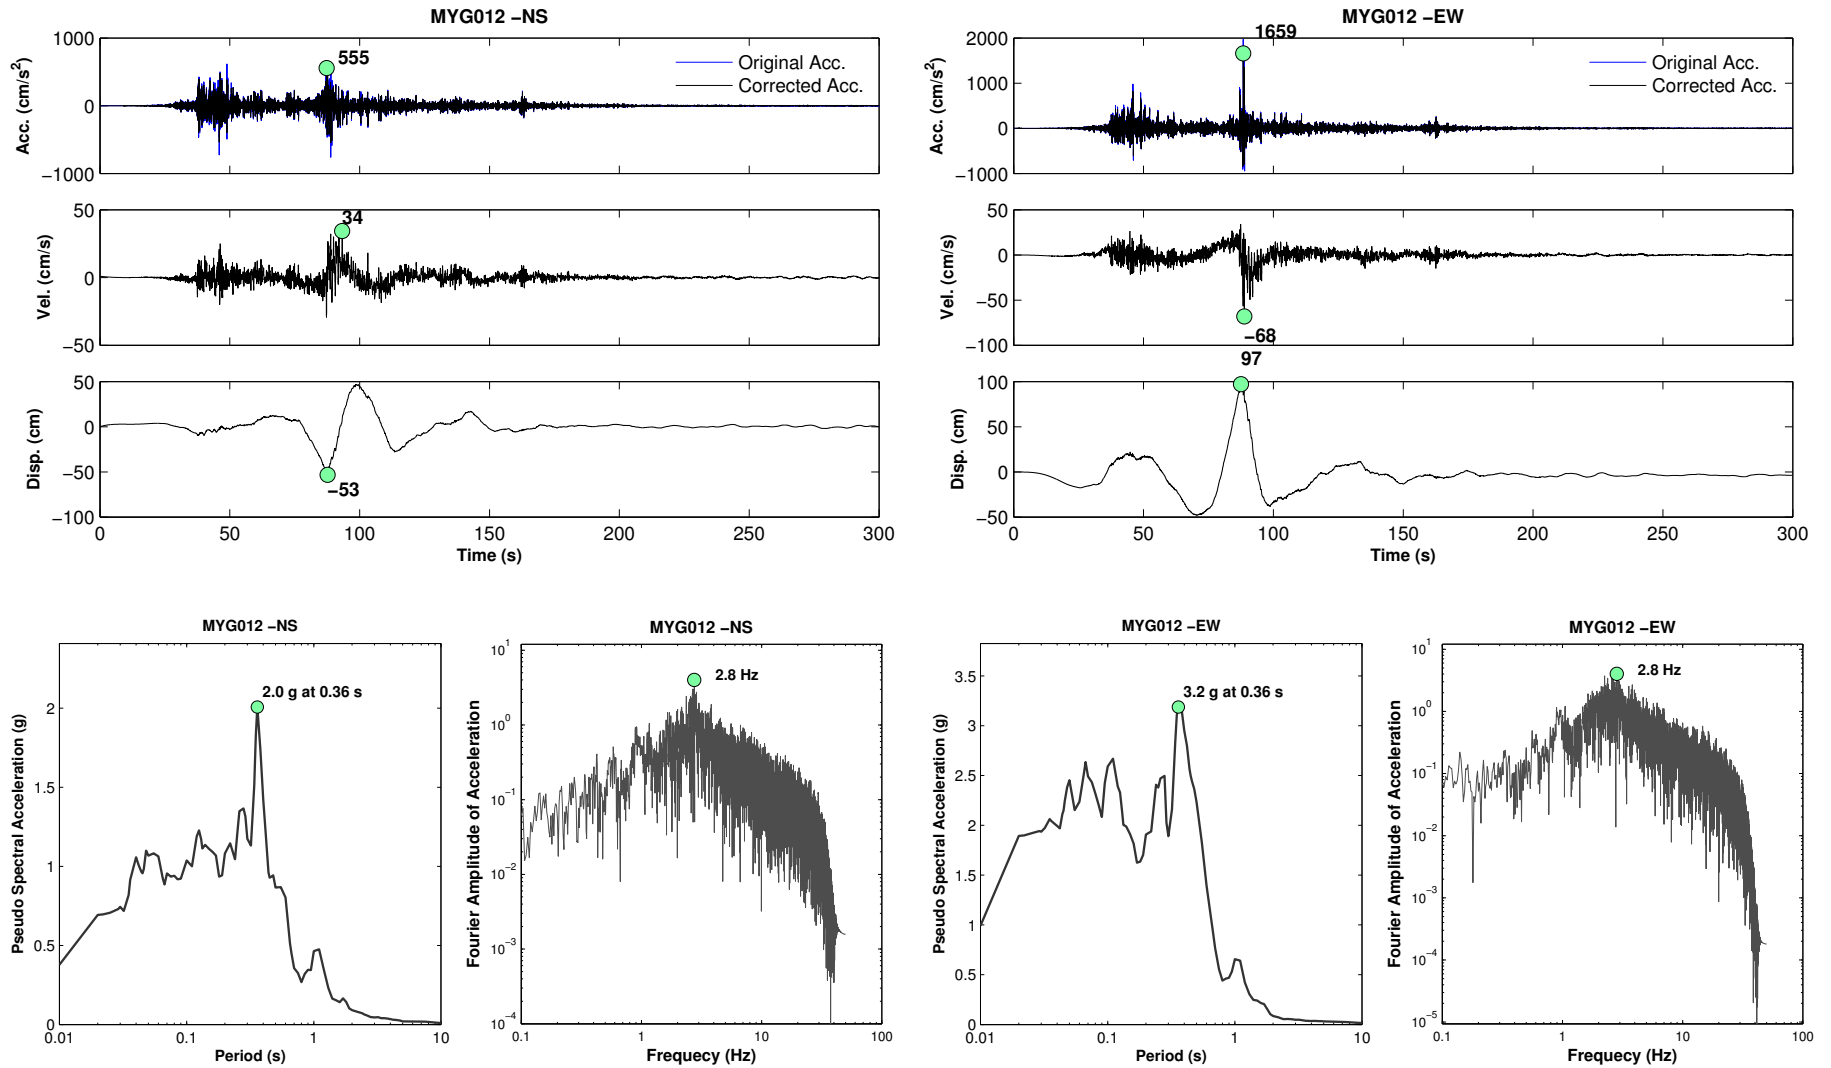 MYG012 −NS
1000
0
−1000
Acc. (cm/s²)
555
Original Acc.
Corrected Acc.
50
0
−50
Vel. (cm/s)
34
50
0
−50
−100
Disp. (cm)
−53
0 50 100 150 200 250 300
Time (s)
MYG012 −EW
2000
1000
0
−1000
Acc. (cm/s²)
1659
Original Acc.
Corrected Acc.
50
0
−50
−100
Vel. (cm/s)
−68
97
100
50
0
−50
Disp. (cm)
0 50 100 150 200 250 300
Time (s)
MYG012 −NS
2
1.5
1
0.5
0
Pseudo Spectral Acceleration (g)
2.0 g at 0.36 s
0.01 0.1 1 10
Period (s)
MYG012 −NS
10¹
10⁰
10⁻¹
10⁻²
10⁻³
10⁻⁴
Fourier Amplitude of Acceleration
2.8 Hz
0.1 1 10 100
Frequecy (Hz)
MYG012 −EW
3.5
3
2.5
2
1.5
1
0.5
0
Pseudo Spectral Acceleration (g)
3.2 g at 0.36 s
0.01 0.1 1 10
Period (s)
MYG012 −EW
10¹
10⁰
10⁻¹
10⁻²
10⁻³
10⁻⁴
10⁻⁵
Fourier Amplitude of Acceleration
2.8 Hz
0.1 1 10 100
Frequecy (Hz)